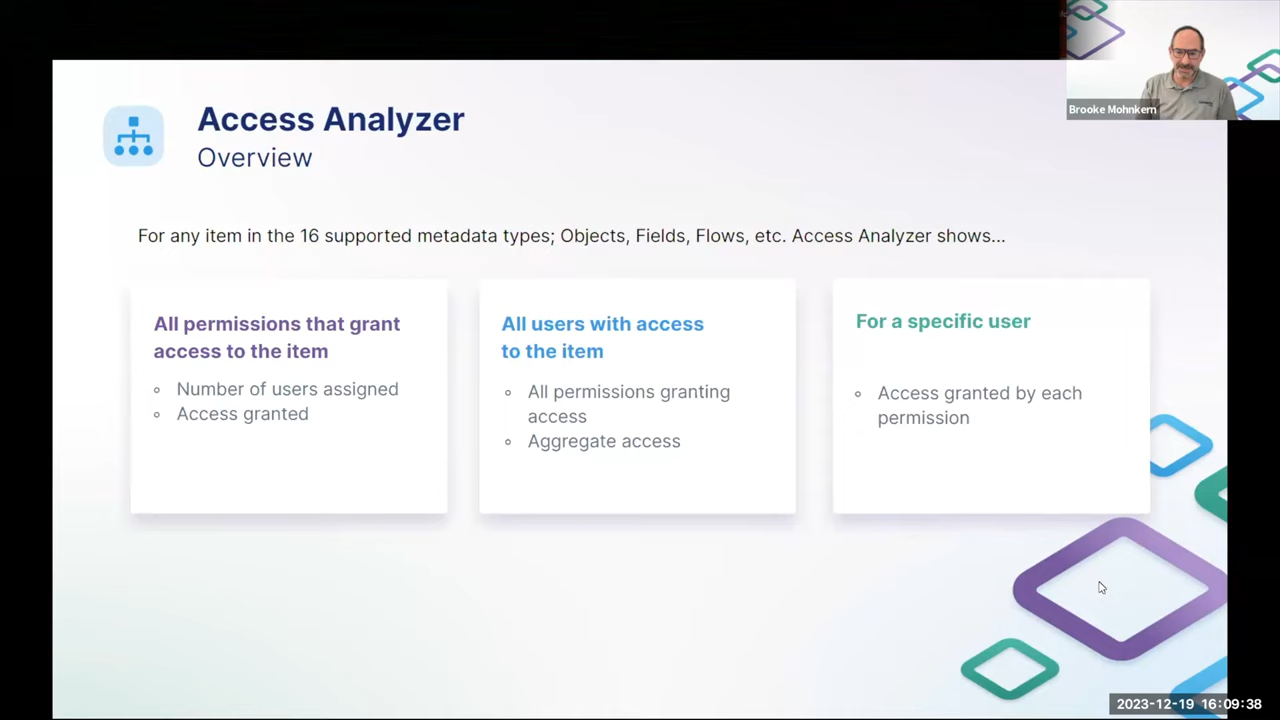 Brooke Mohnkern
Access Analyzer
Overview
For any item in the 16 supported metadata types; Objects, Fields, Flows, etc. Access Analyzer shows...
All permissions that grant
access to the item
Number of users assigned
Access granted
All users with access
to the item
All permissions granting
access
Aggregate access
For a specific user
Access granted by each
permission
2023-12-19 16:09:38